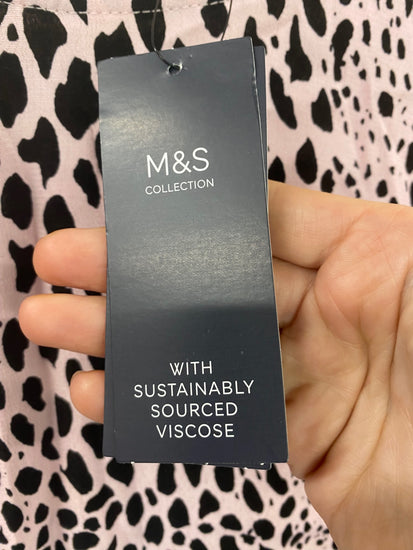 M&S
COLLECTION
WITH
SUSTAINABLY
SOURCED
VISCOSE